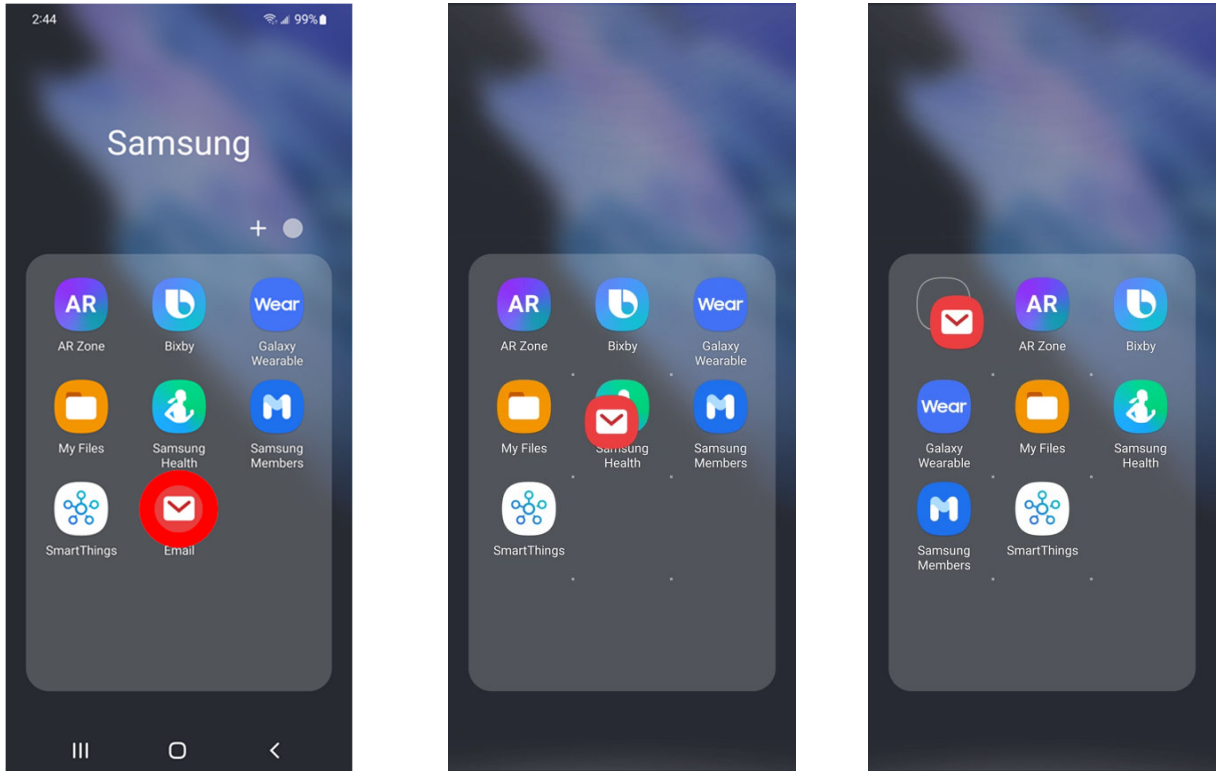 2:44 99%
Samsung
AR Wear
AR Zone Bixby Galaxy
Wearable
My Files Samsung Samsung
Health Members
SmartThings Email
AR Wear
AR Zone Bixby Galaxy
Wearable
My Files Samsung Samsung
Health Members
SmartThings
AR
AR Zone Bixby
Wear
Galaxy My Files Samsung
Wearable Health
Samsung SmartThings
Members